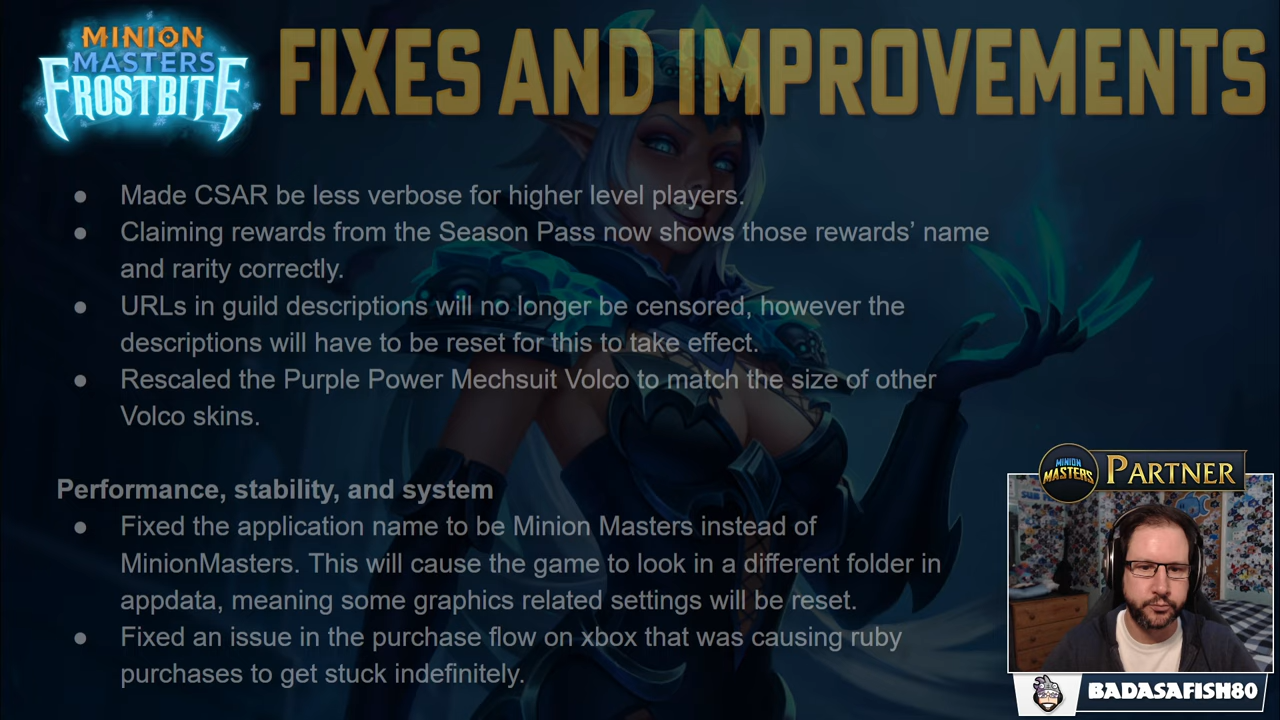 MINION
MASTERS
FROSTBITE
FIXES AND IMPROVEMENTS
● Made CSAR be less verbose for higher level players.
● Claiming rewards from the Season Pass now shows those rewards’ name
and rarity correctly.
● URLs in guild descriptions will no longer be censored, however the
descriptions will have to be reset for this to take effect.
● Rescaled the Purple Power Mechsuit Volco to match the size of other
Volco skins.
Performance, stability, and system
● Fixed the application name to be Minion Masters instead of
MinionMasters. This will cause the game to look in a different folder in
appdata, meaning some graphics related settings will be reset.
● Fixed an issue in the purchase flow on xbox that was causing ruby
purchases to get stuck indefinitely.
MINION
MASTERS
PARTNER
BADASAFISH80